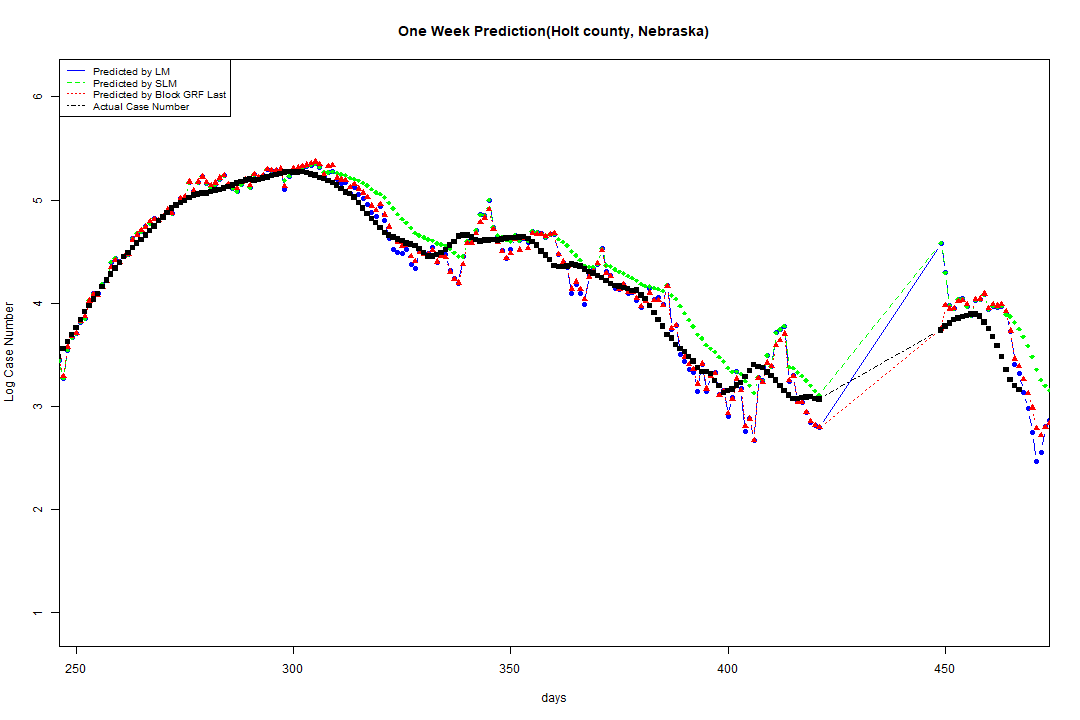 One Week Prediction(Holt county, Nebraska)
Predicted by LM
Predicted by SLM
Predicted by Block GRF Last
Actual Case Number
6
5
4
3
2
1
Log Case Number
250 300 350 400 450
days